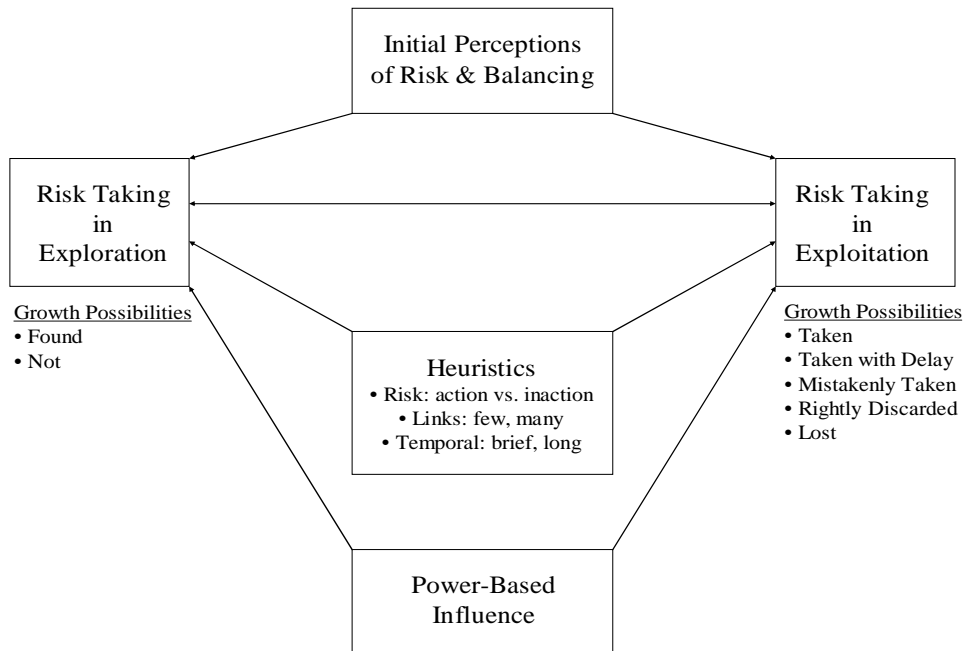 Initial Perceptions
of Risk & Balancing
Risk Taking
in
Exploration
Risk Taking
in
Exploitation
Growth Possibilities
• Found
• Not
Growth Possibilities
• Taken
• Taken with Delay
• Mistakenly Taken
• Rightly Discarded
• Lost
Heuristics
• Risk: action vs. inaction
• Links: few, many
• Temporal: brief, long
Power-Based
Influence